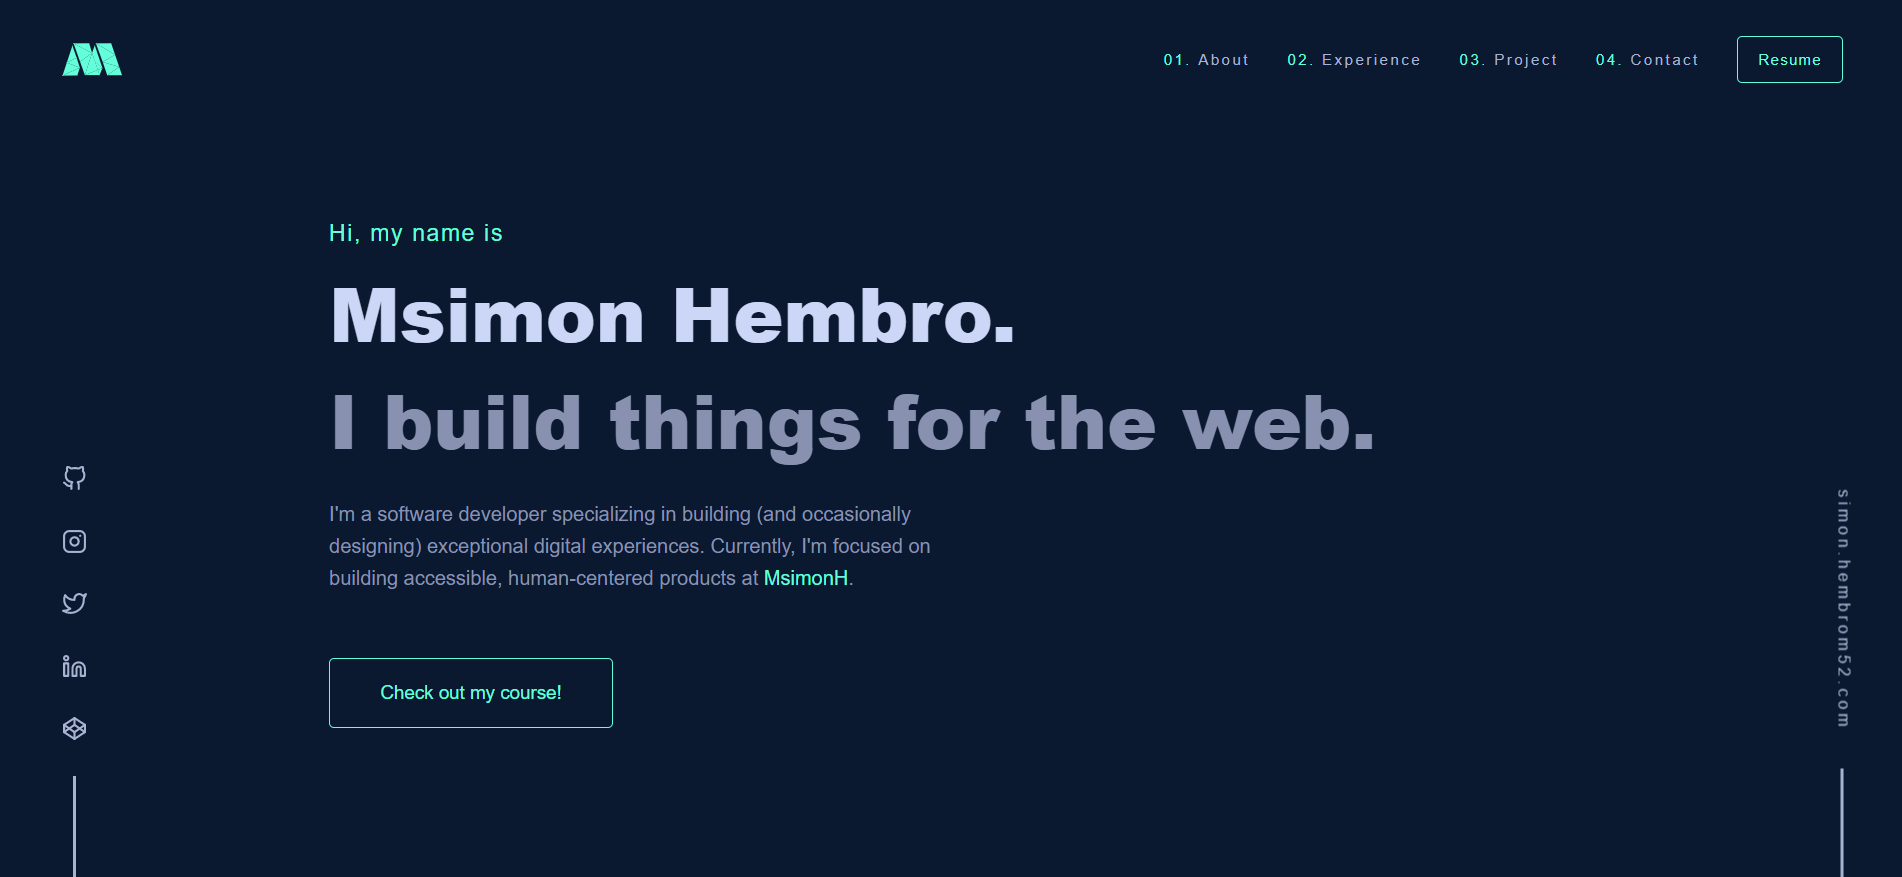 01. About 02. Experience 03. Project 04. Contact Resume
Hi, my name is
Msimon Hembro.
I build things for the web.
I'm a software developer specializing in building (and occasionally
designing) exceptional digital experiences. Currently, I'm focused on
building accessible, human-centered products at MsimonH.
Check out my course!
simon.hembrom52.com